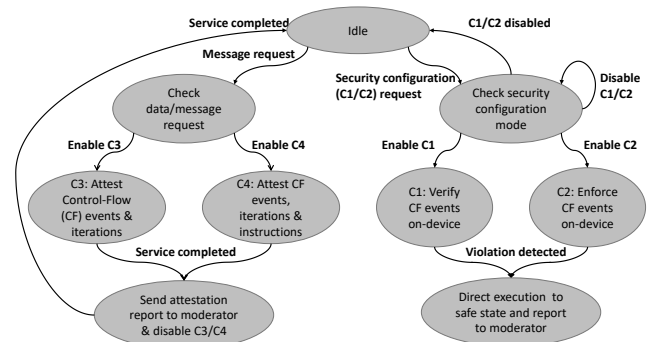 Service completed
Idle
C1/C2 disabled
Message request
Security configuration
(C1/C2) request
Disable
C1/C2
Check
data/message
request
Check security
configuration
mode
Enable C3
Enable C4
Enable C1
Enable C2
C3: Attest
Control-Flow
(CF) events &
iterations
C4: Attest CF
events,
iterations &
instructions
C1: Verify
CF events
on-device
C2: Enforce
CF events
on-device
Service completed
Violation detected
Send attestation
report to moderator
& disable C3/C4
Direct execution to
safe state and report
to moderator